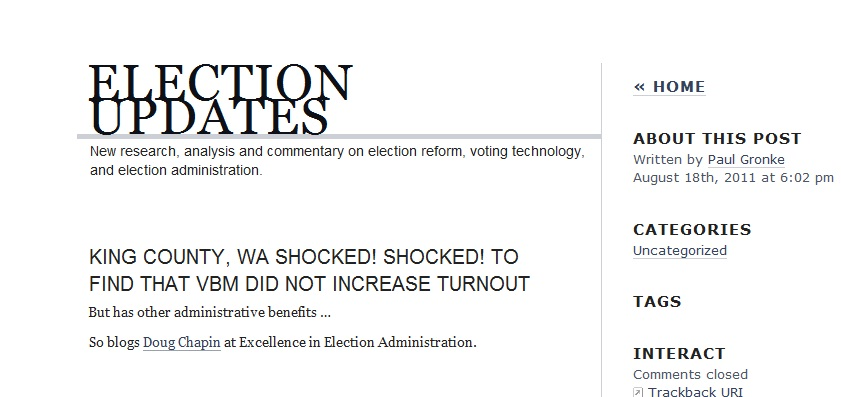 ELECTION
UPDATES
New research, analysis and commentary on election reform, voting technology,
and election administration.
KING COUNTY, WA SHOCKED! SHOCKED! TO
FIND THAT VBM DID NOT INCREASE TURNOUT
But has other administrative benefits ...
So blogs Doug Chapin at Excellence in Election Administration.
« HOME
ABOUT THIS POST
Written by Paul Gronke
August 18th, 2011 at 6:02 pm
CATEGORIES
Uncategorized
TAGS
INTERACT
Comments closed
Trackback URI